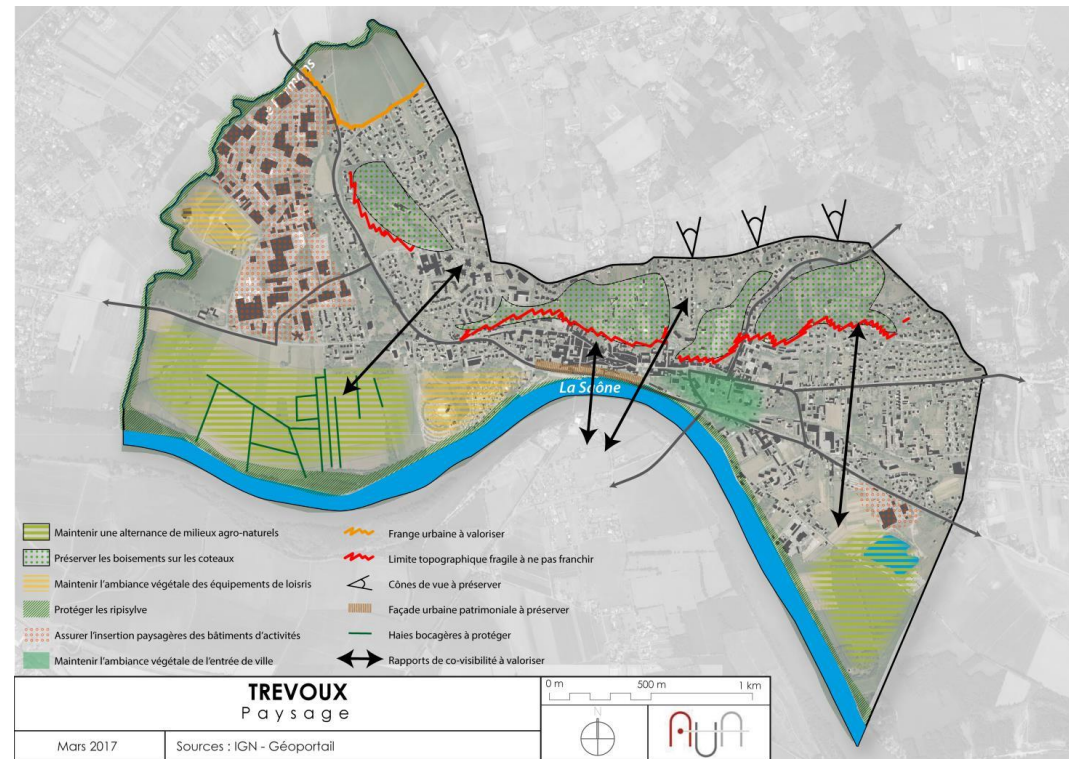 La Saône
Maintenir une alternance de milieux agro-naturels
Préserver les boisements sur les coteaux
Maintenir l'ambiance végétale des équipements de loisris
Protéger les ripisylve
Assurer l'insertion paysagères des bâtiments d'activités
Maintenir l'ambiance végétale de l'entrée de ville
Frange urbaine à valoriser
Limite topographique fragile à ne pas franchir
Cônes de vue à préserver
Façade urbaine patrimoniale à préserver
Haies bocagères à protéger
Rapports de co-visibilité à valoriser
TREVOUX
Paysage
Mars 2017
Sources : IGN - Géoportail
0 m 500 m 1 km
N
AUA